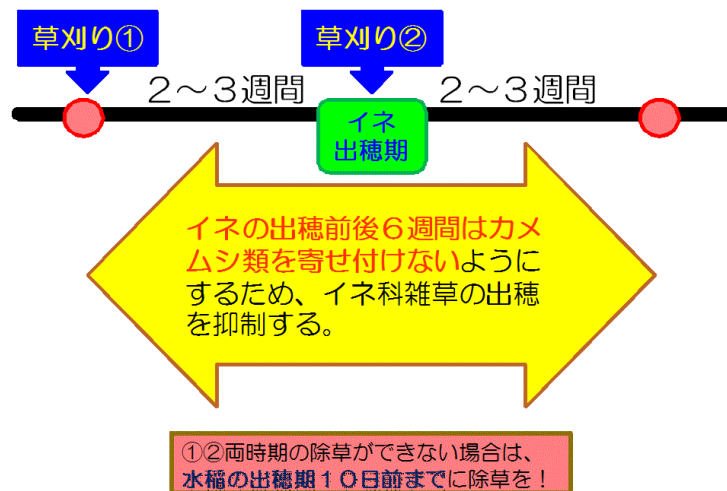 草刈り①
草刈り②
2～3週間
2～3週間
イネ
出穂期
イネの出穂前後6週間はカメ
ムシ類を寄せ付けないように
するため、イネ科雑草の出穂
を抑制する。
①②両時期の除草ができない場合は、
水稲の出穂期10日前までに除草を！